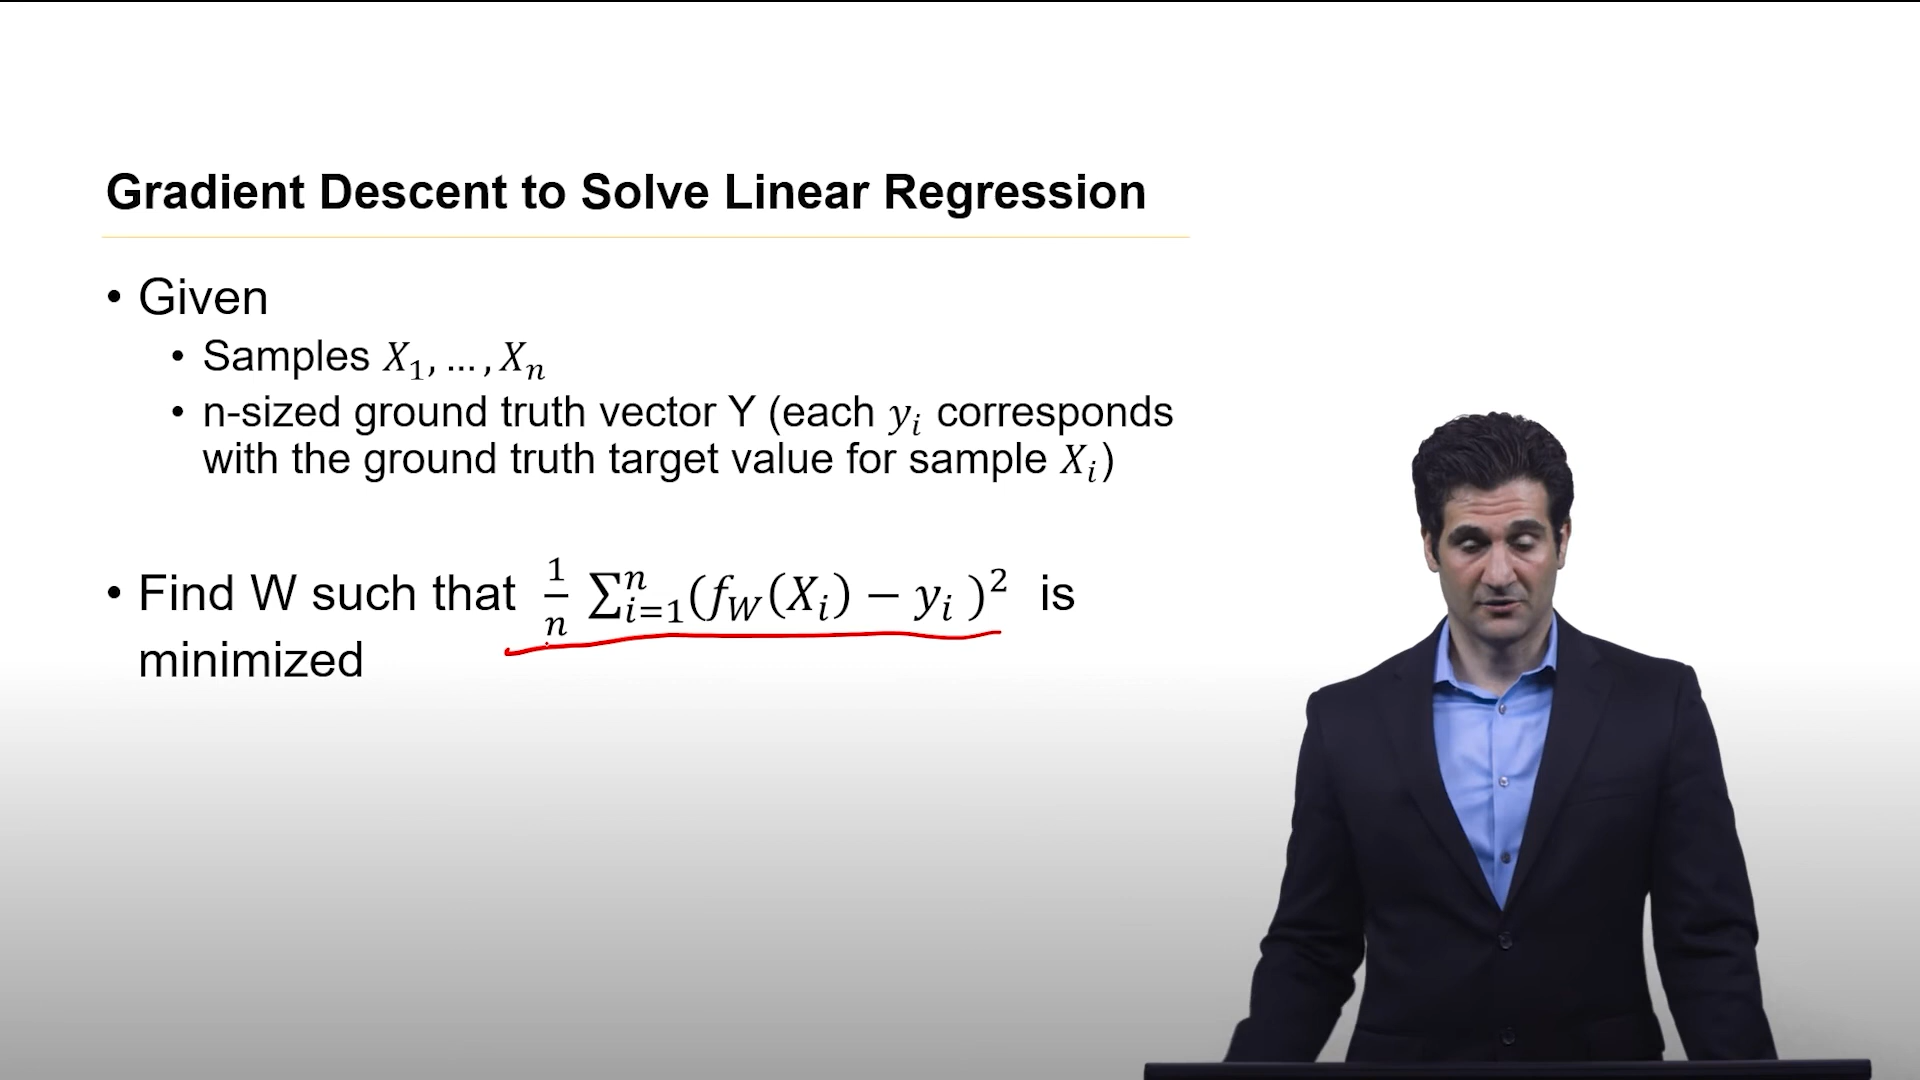 Gradient Descent to Solve Linear Regression
• Given
• Samples X₁, … , Xₙ
• n-sized ground truth vector Y (each yᵢ corresponds
with the ground truth target value for sample Xᵢ)
• Find W such that 1/n ∑ⁿᵢ₌₁(f_W(Xᵢ) − yᵢ )² is
minimized